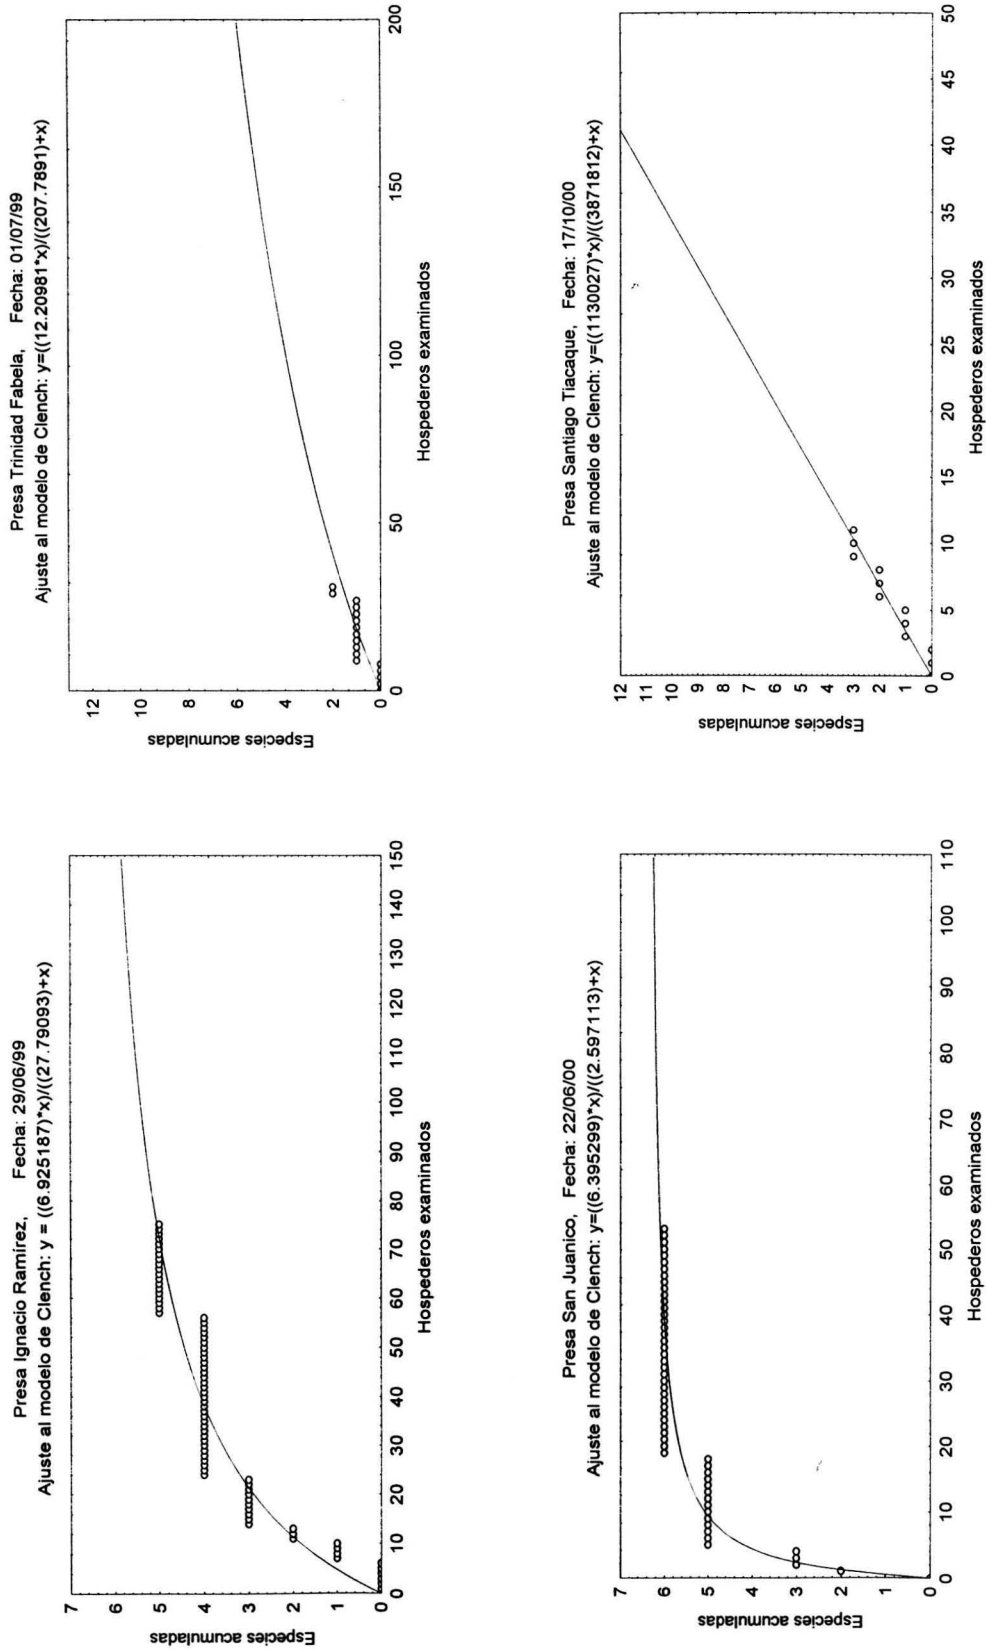 Presa Ignacio Ramirez, Fecha: 29/06/99
Ajuste al modelo de Clench: y = ((6.925187)*x)/((27.79093)+x)
Especies acumuladas
7
6
5
4
3
2
1
0
0 10 20 30 40 50 60 70 80 90 100 110 120 130 140 150
Hospederos examinados
Presa Trinidad Fabela, Fecha: 01/07/99
Ajuste al modelo de Clench: y=((12.20981*x)/((207.7891)+x)
Especies acumuladas
12
10
8
6
4
2
0
0 50 100 150 200
Hospederos examinados
Presa San Juanico, Fecha: 22/06/00
Ajuste al modelo de Clench: y=((6.395299)*x)/((2.597113)+x)
Especies acumuladas
7
6
5
4
3
2
1
0
0 10 20 30 40 50 60 70 80 90 100 110
Hospederos examinados
Presa Santiago Tiacaque, Fecha: 17/10/00
Ajuste al modelo de Clench: y=((1130027)*x)/((3871812)+x)
Especies acumuladas
12
11
10
9
8
7
6
5
4
3
2
1
0
0 5 10 15 20 25 30 35 40 45 50
Hospederos examinados